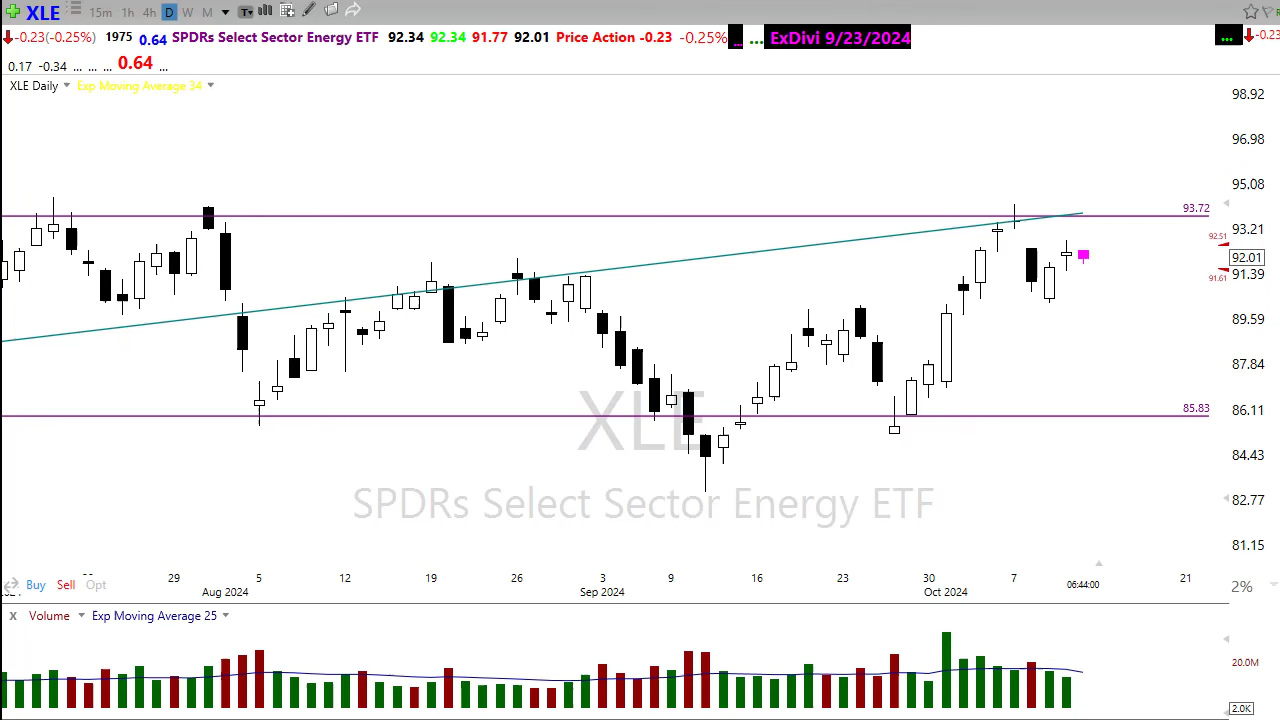 XLE 15m 1h 4h D W M T
-0.23(-0.25%) 1975 0.64 SPDRs Select Sector Energy ETF 92.34 92.34 91.77 92.01 Price Action -0.23 -0.25% ... ... ExDivi 9/23/2024 ... -0.23
0.17 -0.34 ... ... ... 0.64 ...
XLE Daily Exp Moving Average 34
98.92
96.98
95.08
93.72
93.21
92.51
92.01
91.39
91.61
89.59
87.84
85.83
86.11
XLE
84.43
SPDRs Select Sector Energy ETF
82.77
81.15
29 5 12 19 26 3 9 16 23 30 7 21
Buy Sell Opt 06:44:00 2%
Aug 2024 Sep 2024 Oct 2024
X Volume Exp Moving Average 25
20.0M
2.0K